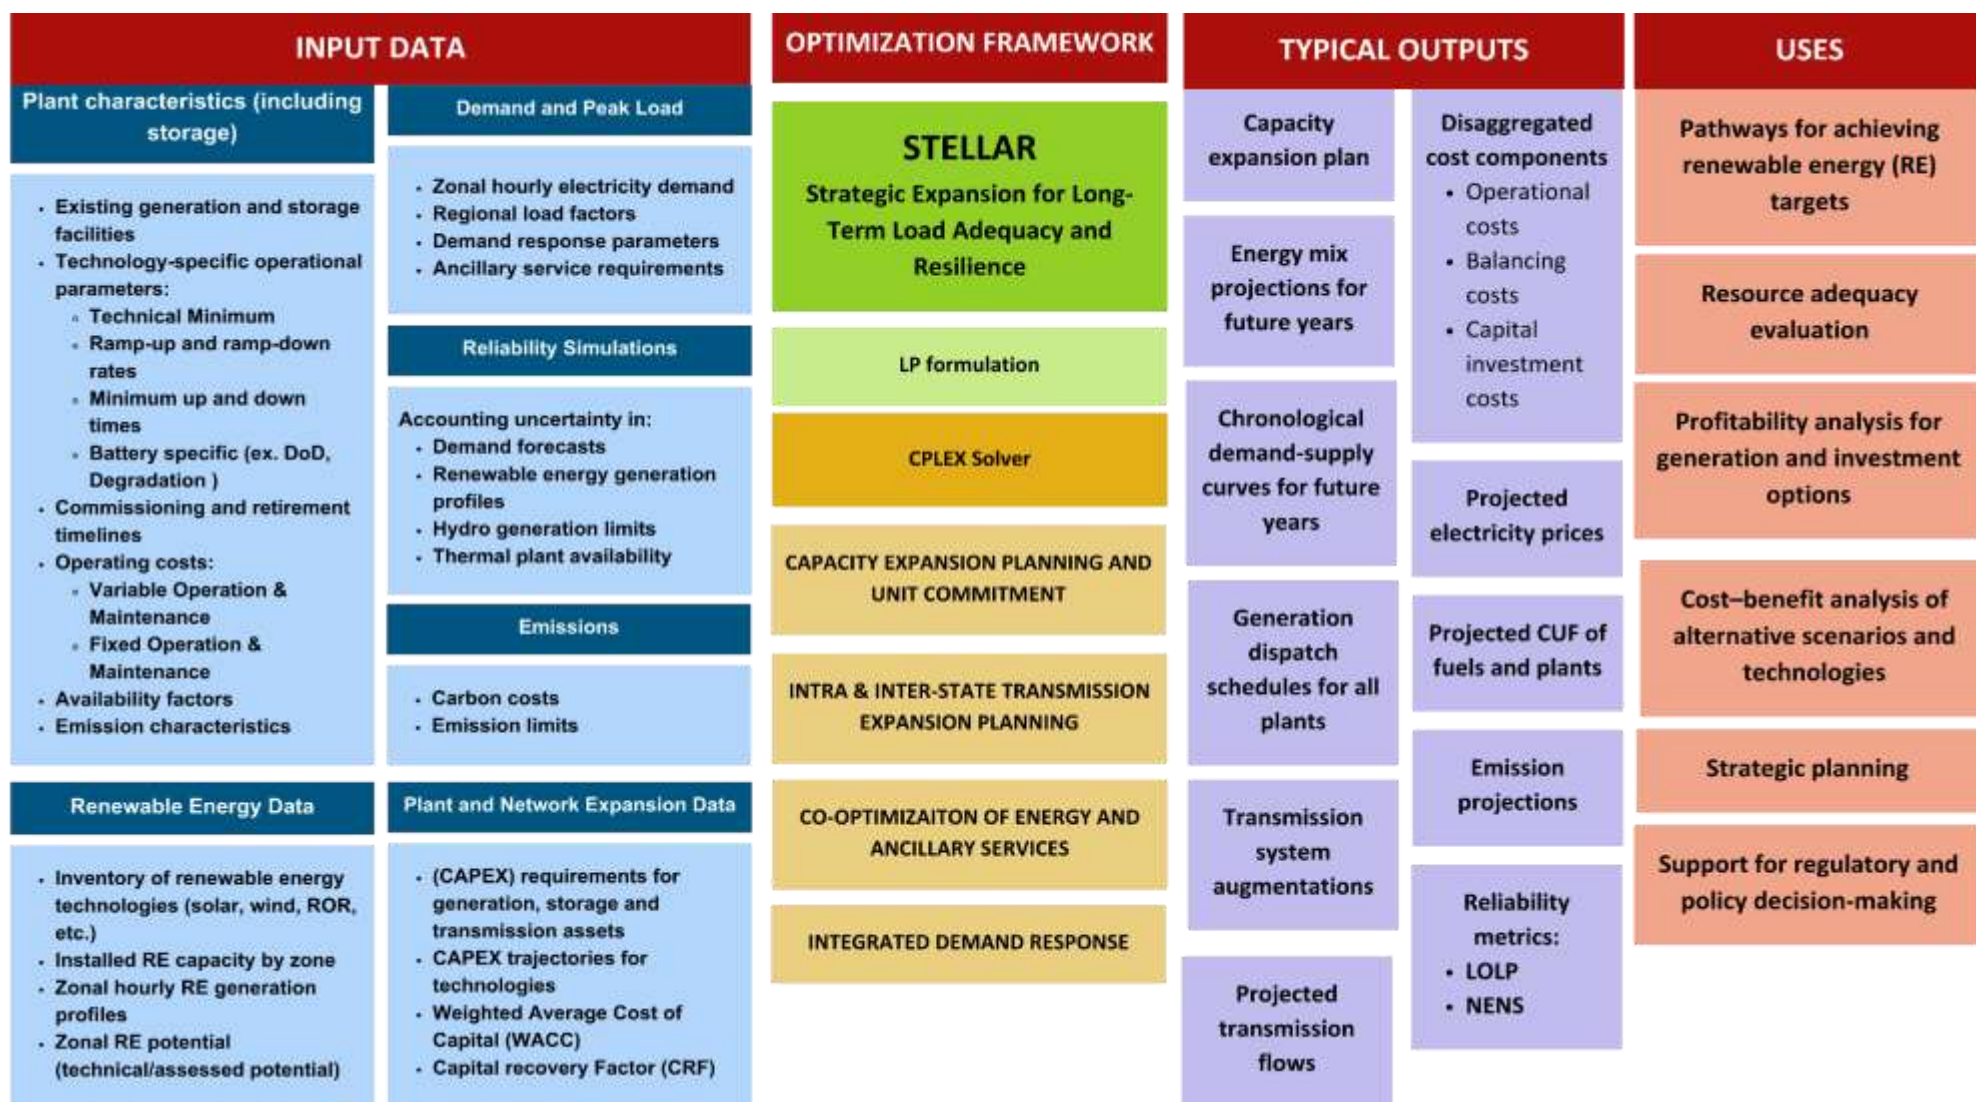 INPUT DATA
Plant characteristics (including
storage)
• Existing generation and storage
facilities
• Technology-specific operational
parameters:
◦ Technical Minimum
◦ Ramp-up and ramp-down
rates
◦ Minimum up and down
times
◦ Battery specific (ex. DoD,
Degradation )
• Commissioning and retirement
timelines
• Operating costs:
◦ Variable Operation &
Maintenance
◦ Fixed Operation &
Maintenance
• Availability factors
• Emission characteristics
Renewable Energy Data
• Inventory of renewable energy
technologies (solar, wind, ROR,
etc.)
• Installed RE capacity by zone
• Zonal hourly RE generation
profiles
• Zonal RE potential
(technical/assessed potential)
Demand and Peak Load
• Zonal hourly electricity demand
• Regional load factors
• Demand response parameters
• Ancillary service requirements
Reliability Simulations
Accounting uncertainty in:
• Demand forecasts
• Renewable energy generation
profiles
• Hydro generation limits
• Thermal plant availability
Emissions
• Carbon costs
• Emission limits
Plant and Network Expansion Data
• (CAPEX) requirements for
generation, storage and
transmission assets
• CAPEX trajectories for
technologies
• Weighted Average Cost of
Capital (WACC)
• Capital recovery Factor (CRF)
OPTIMIZATION FRAMEWORK
STELLAR
Strategic Expansion for Long-
Term Load Adequacy and
Resilience
LP formulation
CPLEX Solver
CAPACITY EXPANSION PLANNING AND
UNIT COMMITMENT
INTRA & INTER-STATE TRANSMISSION
EXPANSION PLANNING
CO-OPTIMIZAITON OF ENERGY AND
ANCILLARY SERVICES
INTEGRATED DEMAND RESPONSE
TYPICAL OUTPUTS
Capacity
expansion plan
Energy mix
projections for
future years
Chronological
demand-supply
curves for future
years
Generation
dispatch
schedules for all
plants
Transmission
system
augmentations
Projected
transmission
flows
Disaggregated
cost components
• Operational
costs
• Balancing
costs
• Capital
investment
costs
Projected
electricity prices
Projected CUF of
fuels and plants
Emission
projections
Reliability
metrics:
• LOLP
• NENS
USES
Pathways for achieving
renewable energy (RE)
targets
Resource adequacy
evaluation
Profitability analysis for
generation and investment
options
Cost–benefit analysis of
alternative scenarios and
technologies
Strategic planning
Support for regulatory and
policy decision-making